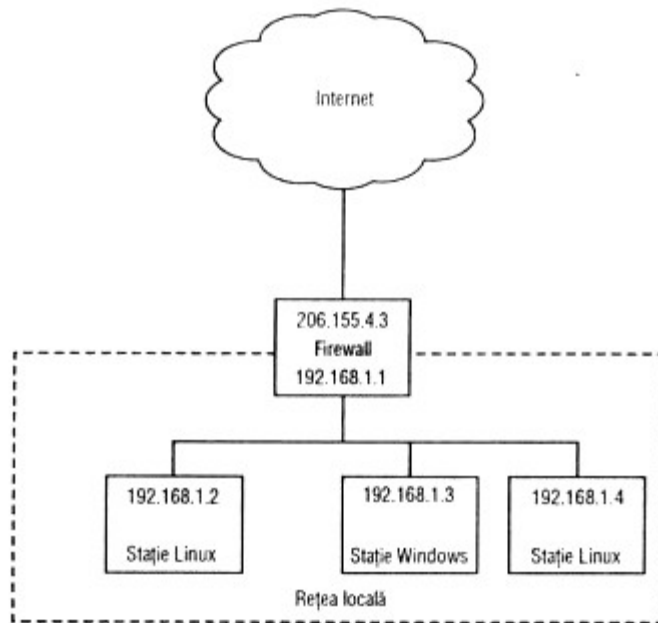 Internet
206.155.4.3
Firewall
192.168.1.1
192.168.1.2
Stație Linux
192.168.1.3
Stație Windows
192.168.1.4
Stație Linux
Rețea locală